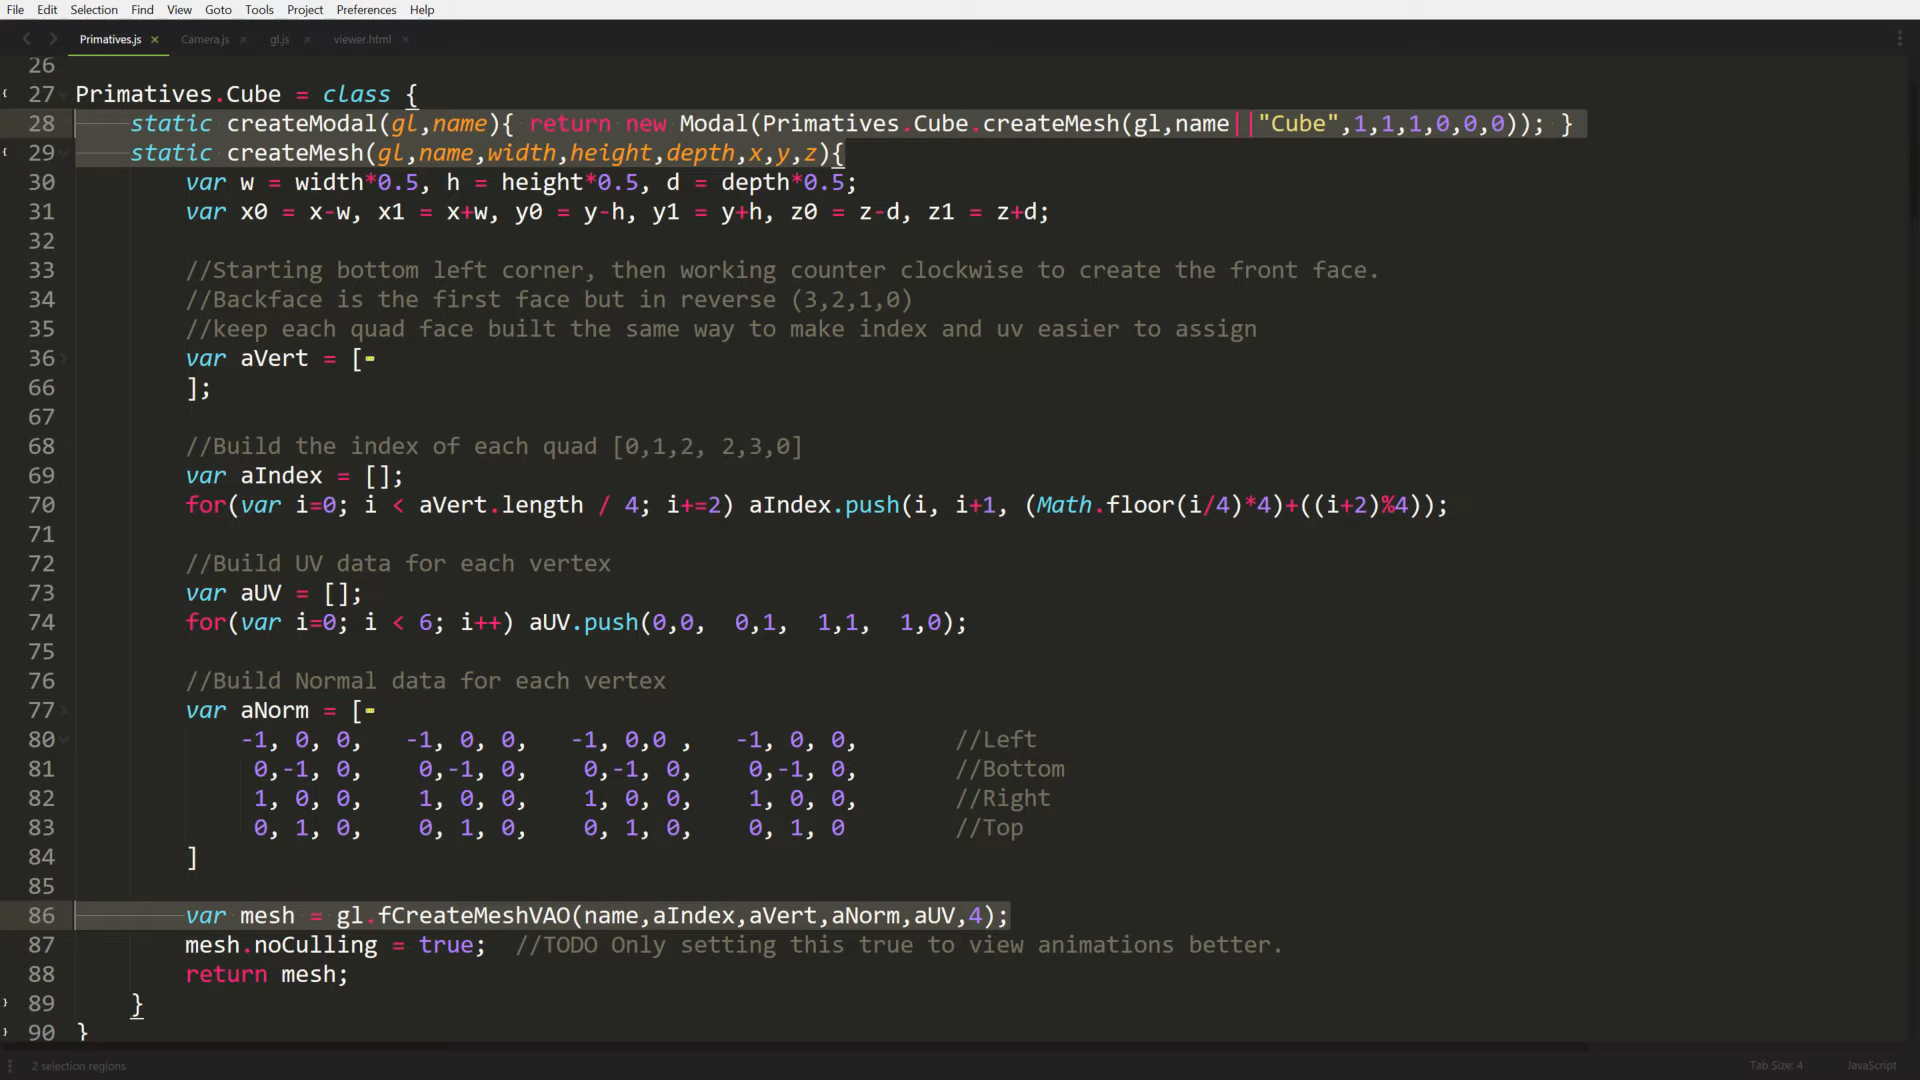 File Edit Selection Find View Goto Tools Project Preferences Help
Primatives.js × Camera.js × gl.js × viewer.html ×
26
27 Primatives.Cube = class {
28 static createModal(gl,name){ return new Modal(Primatives.Cube.createMesh(gl,name||"Cube",1,1,1,0,0,0)); }
29 static createMesh(gl,name,width,height,depth,x,y,z){
30 var w = width*0.5, h = height*0.5, d = depth*0.5;
31 var x0 = x-w, x1 = x+w, y0 = y-h, y1 = y+h, z0 = z-d, z1 = z+d;
32
33 //Starting bottom left corner, then working counter clockwise to create the front face.
34 //Backface is the first face but in reverse (3,2,1,0)
35 //keep each quad face built the same way to make index and uv easier to assign
36 var aVert = [
66 ];
67
68 //Build the index of each quad [0,1,2, 2,3,0]
69 var aIndex = [];
70 for(var i=0; i < aVert.length / 4; i+=2) aIndex.push(i, i+1, (Math.floor(i/4)*4)+((i+2)%4));
71
72 //Build UV data for each vertex
73 var aUV = [];
74 for(var i=0; i < 6; i++) aUV.push(0,0, 0,1, 1,1, 1,0);
75
76 //Build Normal data for each vertex
77 var aNorm = [
80 -1, 0, 0, -1, 0, 0, -1, 0,0 , -1, 0, 0, //Left
81 0,-1, 0, 0,-1, 0, 0,-1, 0, 0,-1, 0, //Bottom
82 1, 0, 0, 1, 0, 0, 1, 0, 0, 1, 0, 0, //Right
83 0, 1, 0, 0, 1, 0, 0, 1, 0, 0, 1, 0 //Top
84 ]
85
86 var mesh = gl.fCreateMeshVAO(name,aIndex,aVert,aNorm,aUV,4);
87 mesh.noCulling = true; //TODO Only setting this true to view animations better.
88 return mesh;
89 }
90 }
2 selection regions Tab Size: 4 JavaScript